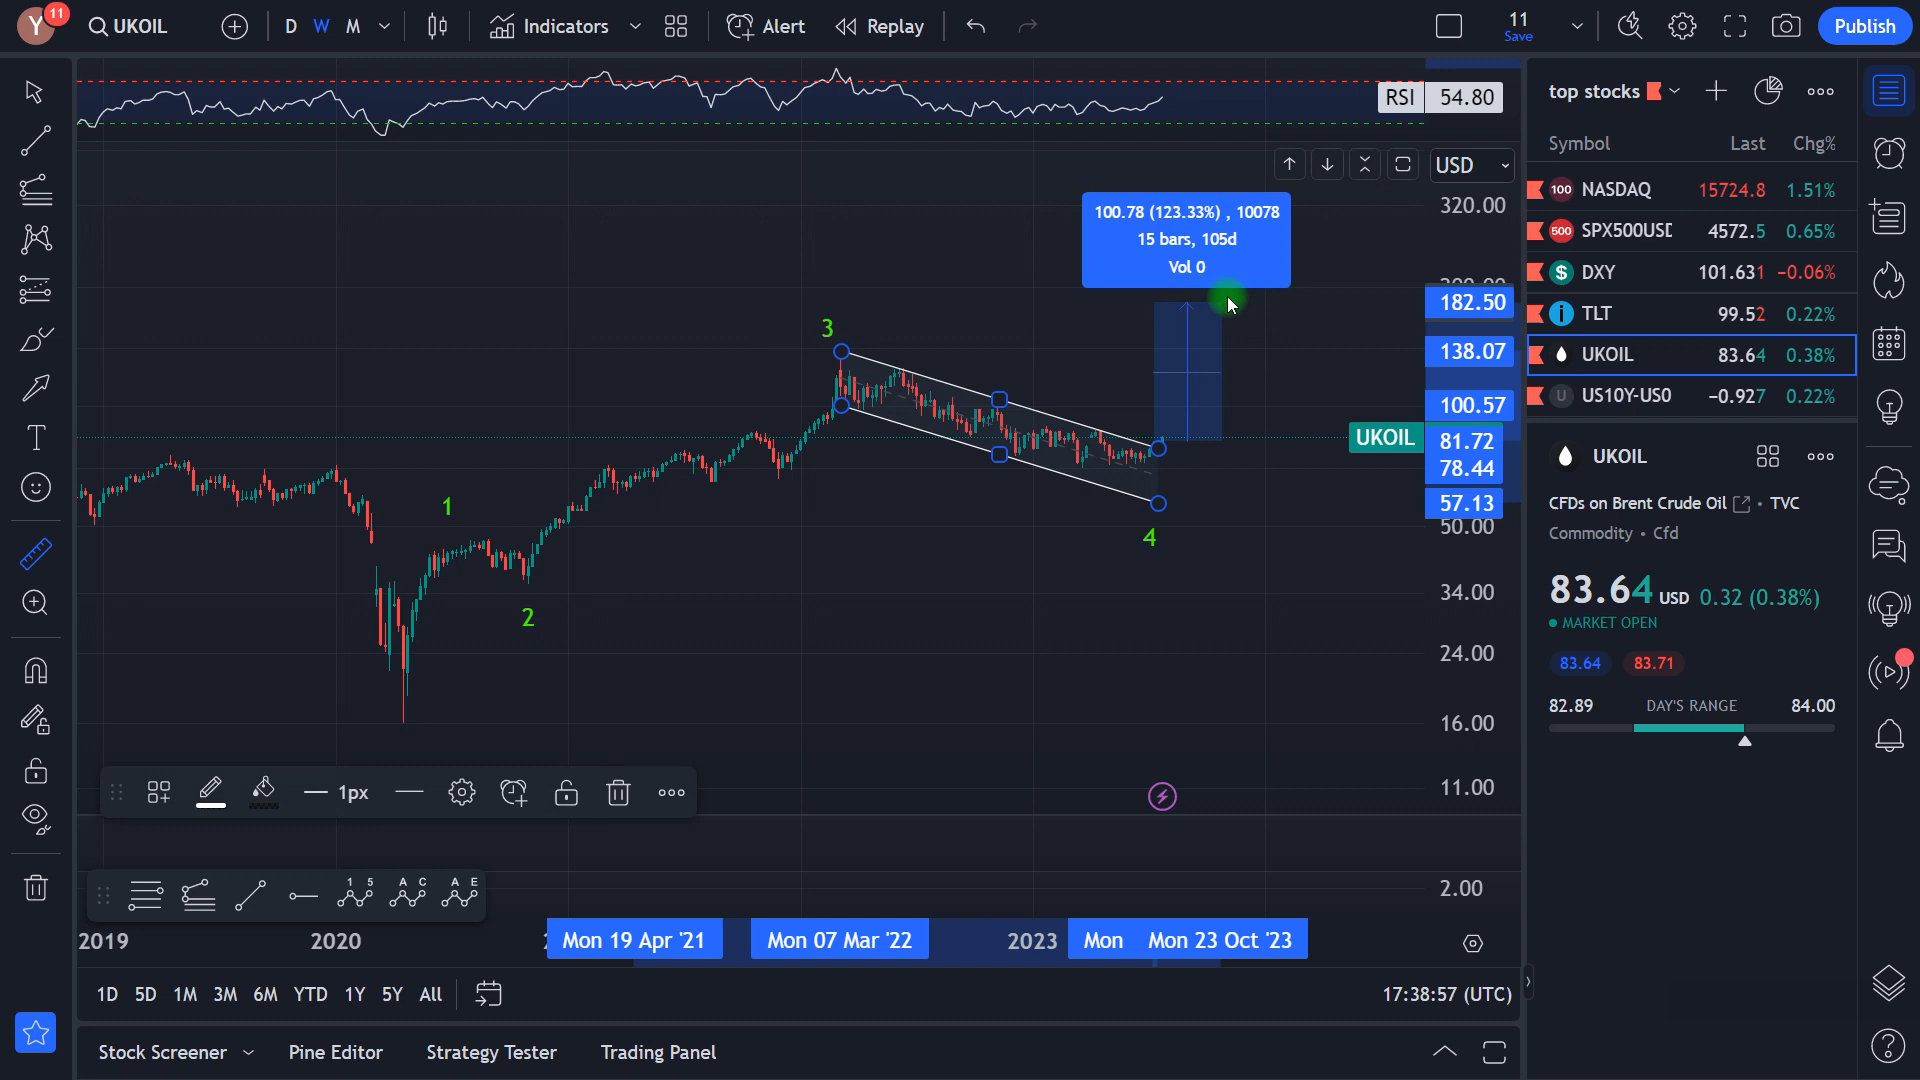 Y
11
UKOIL
D
W
M
Indicators
Alert
Replay
11
Save
Publish
RSI 54.80
USD
320.00
100.78 (123.33%) , 10078
15 bars, 105d
Vol 0
182.50
138.07
100.57
UKOIL
81.72
78.44
57.13
50.00
34.00
24.00
16.00
11.00
2.00
3
1
4
2
1px
1 5
A C
A E
2019
2020
Mon 19 Apr '21
Mon 07 Mar '22
2023
Mon
Mon 23 Oct '23
1D 5D 1M 3M 6M YTD 1Y 5Y All
17:38:57 (UTC)
Stock Screener
Pine Editor
Strategy Tester
Trading Panel
top stocks
Symbol Last Chg%
100 NASDAQ 15724.8 1.51%
500 SPX500USD 4572.5 0.65%
$ DXY 101.631 −0.06%
TLT 99.52 0.22%
UKOIL 83.64 0.38%
U US10Y-US0 −0.927 0.22%
UKOIL
CFDs on Brent Crude Oil • TVC
Commodity • Cfd
83.64 USD 0.32 (0.38%)
MARKET OPEN
83.64 83.71
82.89 DAY'S RANGE 84.00